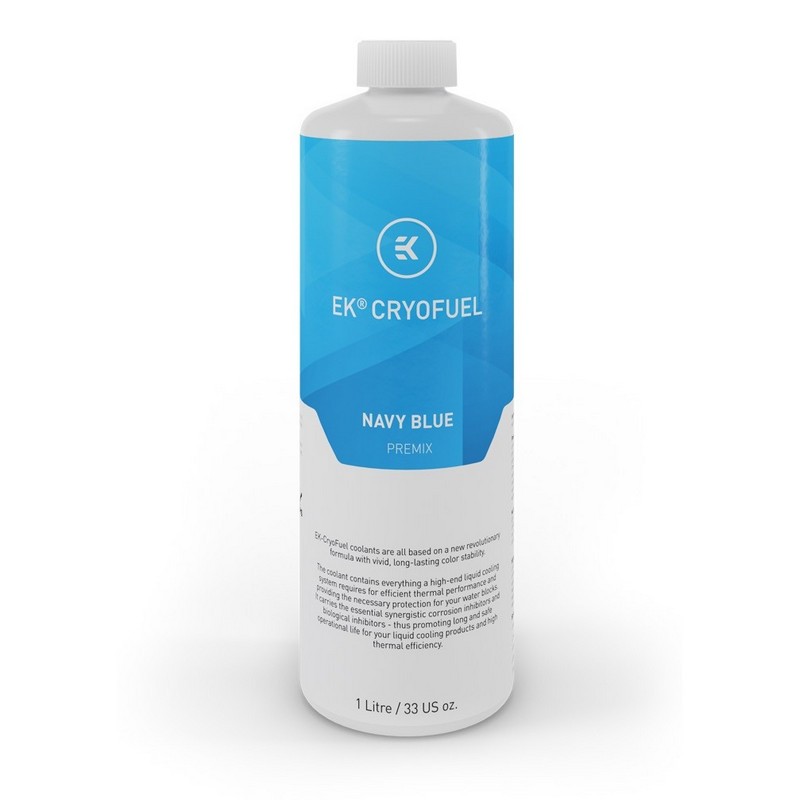 EK® CRYOFUEL
NAVY BLUE
PREMIX
EK-CryoFuel coolants are all based on a new revolutionary
formula with vivid, long-lasting color stability.
The coolant contains everything a high-end liquid cooling
system requires for efficient thermal performance and
providing the necessary protection for your water blocks.
It carries the essential synergistic corrosion inhibitors and
biological inhibitors - thus promoting long and safe
operational life for your liquid cooling products and high
thermal efficiency.
1 Litre / 33 US oz.